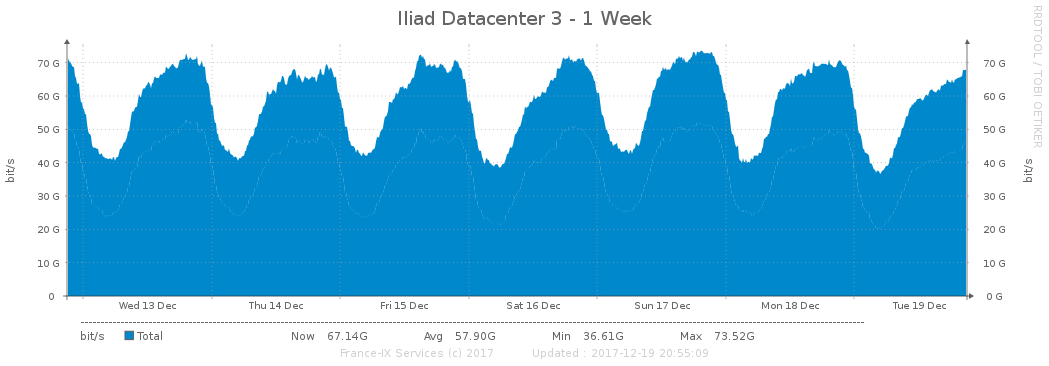 Iliad Datacenter 3 - 1 Week
RRDTOOL / TOBI OETIKER
70 G 70 G
60 G 60 G
50 G 50 G
40 G 40 G
bit/s bit/s
30 G 30 G
20 G 20 G
10 G 10 G
0 0 G
Wed 13 Dec Thu 14 Dec Fri 15 Dec Sat 16 Dec Sun 17 Dec Mon 18 Dec Tue 19 Dec
bit/s Total Now 67.14G Avg 57.90G Min 36.61G Max 73.52G
France-IX Services (c) 2017 Updated : 2017-12-19 20:55:09